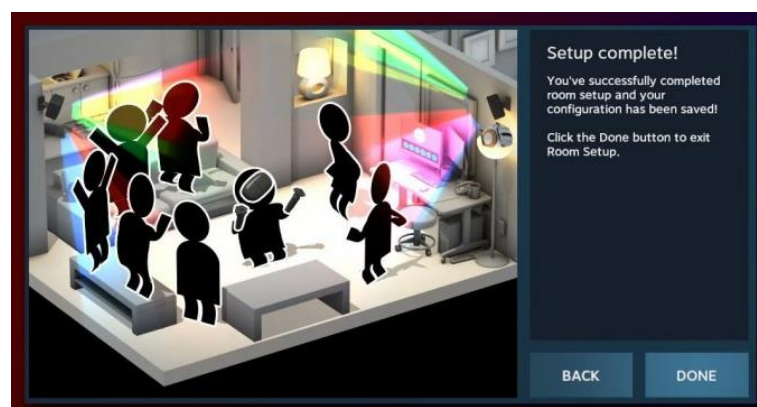 Setup complete!
You've successfully completed
room setup and your
configuration has been saved!
Click the Done button to exit
Room Setup.
BACK
DONE